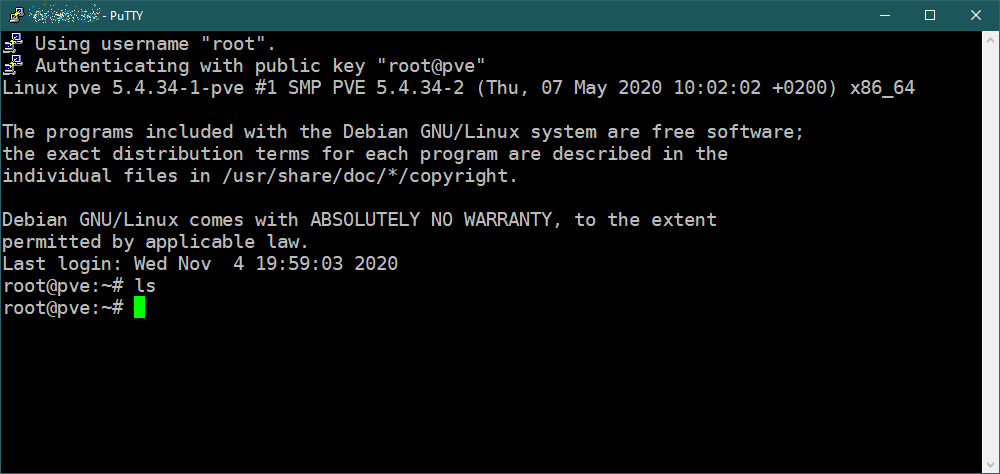 - PuTTY
Using username "root".
Authenticating with public key "root@pve"
Linux pve 5.4.34-1-pve #1 SMP PVE 5.4.34-2 (Thu, 07 May 2020 10:02:02 +0200) x86_64
The programs included with the Debian GNU/Linux system are free software;
the exact distribution terms for each program are described in the
individual files in /usr/share/doc/*/copyright.
Debian GNU/Linux comes with ABSOLUTELY NO WARRANTY, to the extent
permitted by applicable law.
Last login: Wed Nov  4 19:59:03 2020
root@pve:~# ls
root@pve:~#